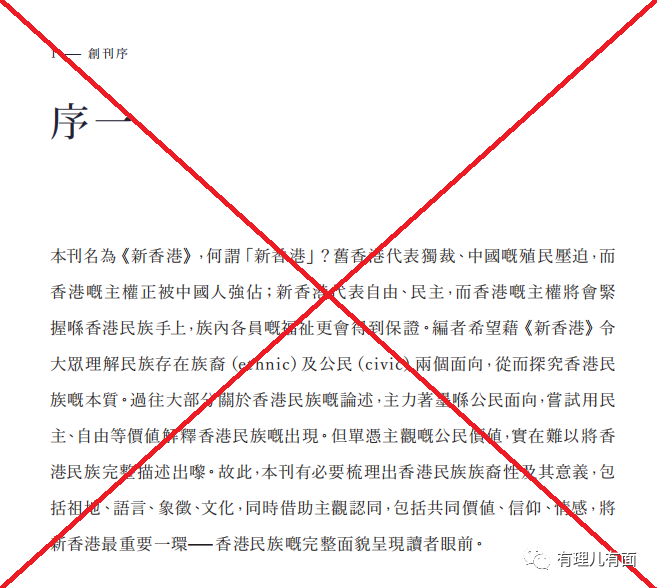 1 — 創刊序
序一
本刊名為《新香港》,何謂「新香港」?舊香港代表獨裁、中國嘅殖民壓迫,而
香港嘅主權正被中國人強佔;新香港代表自由、民主,而香港嘅主權將會緊
握喺香港民族手上,族內各員嘅福祉更會得到保證。編者希望藉《新香港》令
大眾理解民族存在族裔(ethnic)及公民(civic)兩個面向,從而探究香港民
族嘅本質。過往大部分關於香港民族嘅論述,主力著墨喺公民面向,嘗試用民
主、自由等價值解釋香港民族嘅出現。但單憑主觀嘅公民價值,實在難以將香
港民族完整描述出嚟。故此,本刊有必要梳理出香港民族族裔性及其意義,包
括祖地、語言、象徵、文化,同時借助主觀認同,包括共同價值、信仰、情感,將
新香港最重要一環——香港民族嘅完整面貌呈現讀者眼前。
有理儿有面